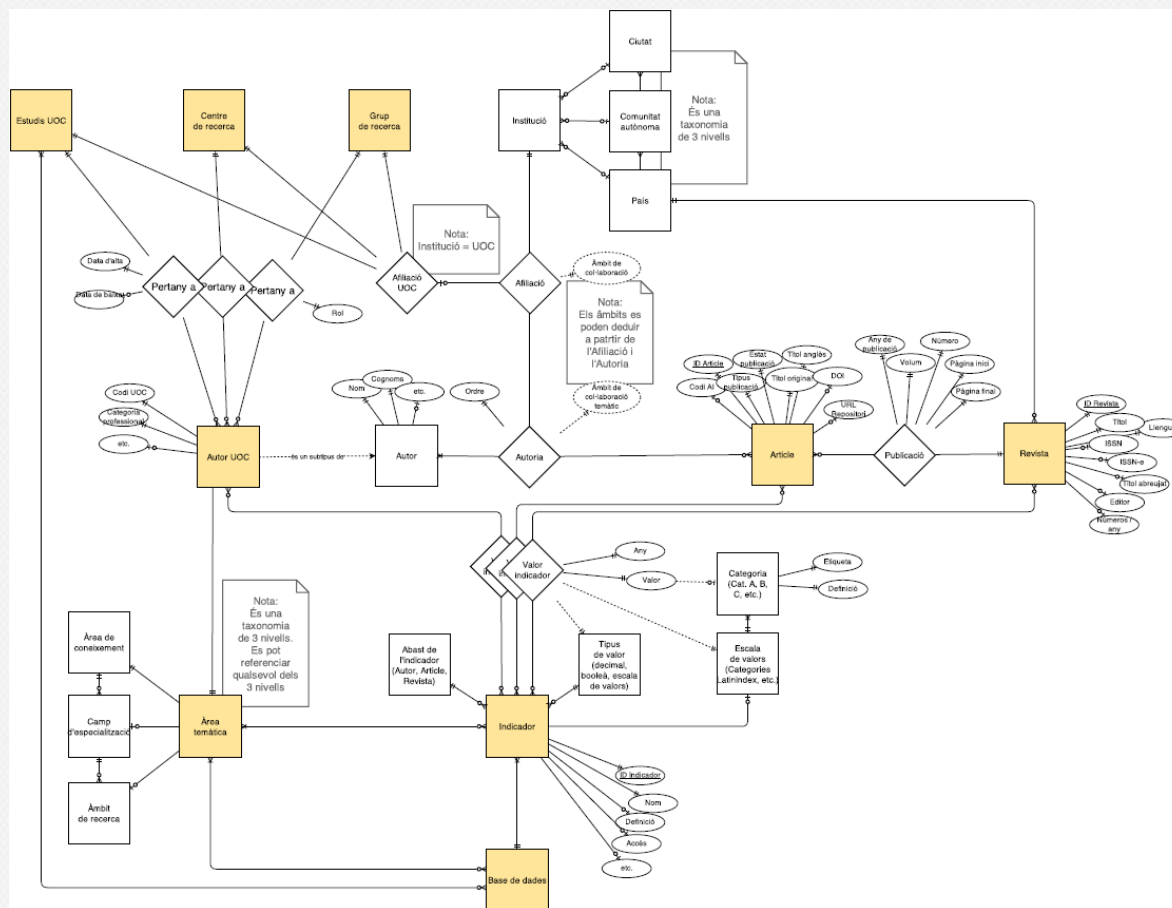 Ciutat
Estudis UOC
Centre
de recerca
Grup
de recerca
Institució
Comunitat
autònoma
Nota:
És una
taxonomia
de 3 nivells
País
Nota:
Institució = UOC
Data d'alta
Data de baixa
Pertany a
Pertany a
Pertany a
Rol
Afiliació
UOC
Afiliació
Àmbit de
col·laboració
Nota:
Els âmbits es
poden deduir
a patrtir de
l'Afiliació i
l'Autoria
Àmbit de
col·laboració
temàtic
Codi UOC
Categoria
professional
etc.
Autor UOC
és un subtipus de
Nom
Cognoms
etc.
Autor
Ordre
Autoria
ID Article
Codi AI
Estat
publicació
Tipus
publicació
Títol anglès
Títol original
DOI
URL
Repositori
Article
Any de
publicació
Volum
Número
Pàgina inici
Pàgina final
Publicació
Revista
ID Revista
Títol
ISSN
ISSN-e
Títol abreujat
Editor
Números /
any
Valor
indicador
Any
Valor
Categoria
(Cat. A, B,
C, etc.)
Etiqueta
Definició
Nota:
És una
taxonomia
de 3 nivells.
Es pot
referenciar
qualsevol dels
3 nivells
Àrea de
coneixement
Camp
d'especialització
Àmbit
de recerca
Àrea
temàtica
Abast de
l'indicador
(Autor, Article,
Revista)
Tipus
de valor
(decimal,
booleà, escala
de valors)
Escala
de valors
(Categories
Latinindex, etc.)
Indicador
ID Indicador
Nom
Definició
Accés
etc.
Base de dades